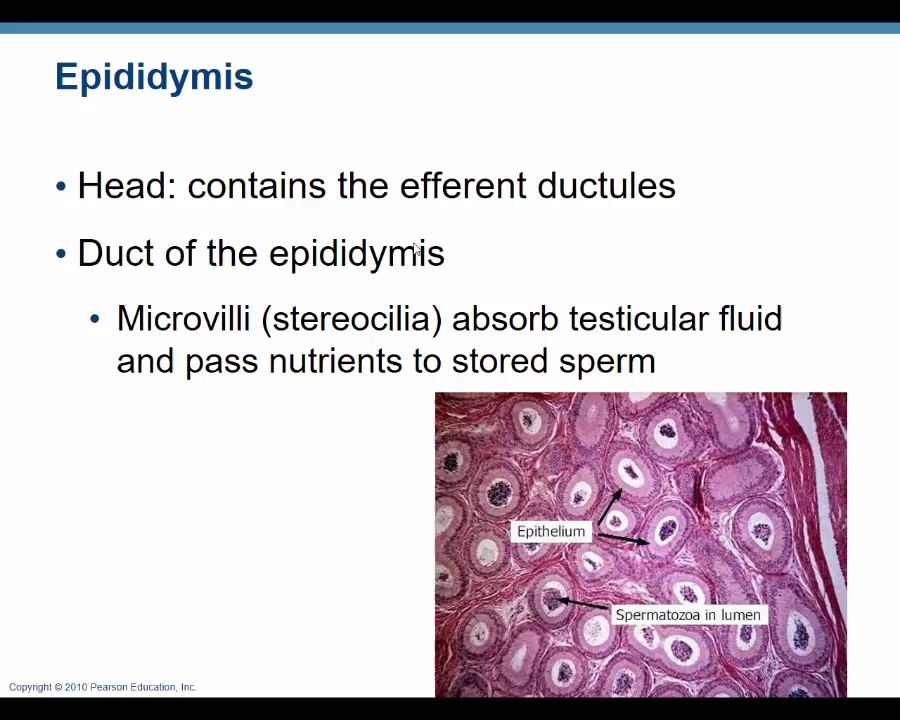 Epididymis
• Head: contains the efferent ductules
• Duct of the epididymis
• Microvilli (stereocilia) absorb testicular fluid
and pass nutrients to stored sperm
Epithelium
Spermatozoa in lumen
Copyright © 2010 Pearson Education, Inc.